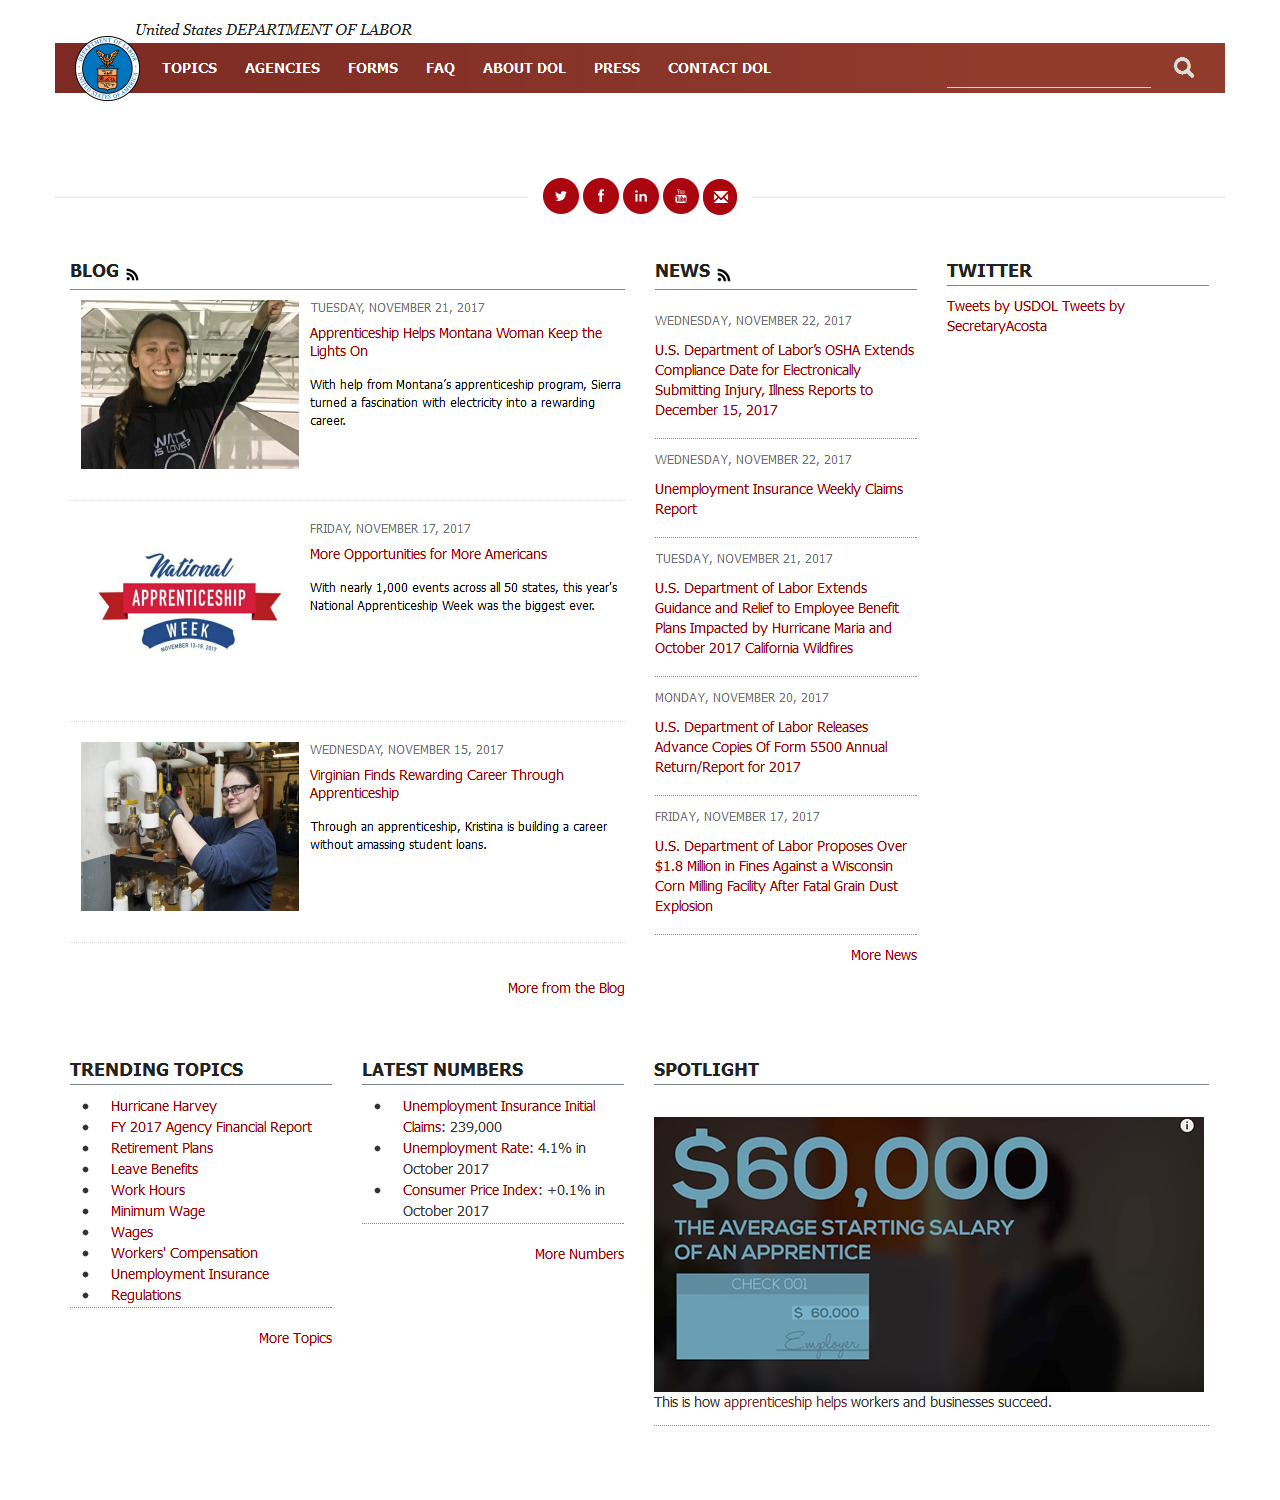 United States DEPARTMENT OF LABOR
TOPICS AGENCIES FORMS FAQ ABOUT DOL PRESS CONTACT DOL
BLOG
TUESDAY, NOVEMBER 21, 2017
Apprenticeship Helps Montana Woman Keep the
Lights On
With help from Montana’s apprenticeship program, Sierra
turned a fascination with electricity into a rewarding
career.
WATT
IS LOVE?
FRIDAY, NOVEMBER 17, 2017
More Opportunities for More Americans
With nearly 1,000 events across all 50 states, this year's
National Apprenticeship Week was the biggest ever.
National
APPRENTICESHIP
WEEK
NOVEMBER 13-19, 2017
WEDNESDAY, NOVEMBER 15, 2017
Virginian Finds Rewarding Career Through
Apprenticeship
Through an apprenticeship, Kristina is building a career
without amassing student loans.
More from the Blog
NEWS
WEDNESDAY, NOVEMBER 22, 2017
U.S. Department of Labor’s OSHA Extends
Compliance Date for Electronically
Submitting Injury, Illness Reports to
December 15, 2017
WEDNESDAY, NOVEMBER 22, 2017
Unemployment Insurance Weekly Claims
Report
TUESDAY, NOVEMBER 21, 2017
U.S. Department of Labor Extends
Guidance and Relief to Employee Benefit
Plans Impacted by Hurricane Maria and
October 2017 California Wildfires
MONDAY, NOVEMBER 20, 2017
U.S. Department of Labor Releases
Advance Copies Of Form 5500 Annual
Return/Report for 2017
FRIDAY, NOVEMBER 17, 2017
U.S. Department of Labor Proposes Over
$1.8 Million in Fines Against a Wisconsin
Corn Milling Facility After Fatal Grain Dust
Explosion
More News
TWITTER
Tweets by USDOL Tweets by
SecretaryAcosta
TRENDING TOPICS
Hurricane Harvey
FY 2017 Agency Financial Report
Retirement Plans
Leave Benefits
Work Hours
Minimum Wage
Wages
Workers' Compensation
Unemployment Insurance
Regulations
More Topics
LATEST NUMBERS
Unemployment Insurance Initial
Claims: 239,000
Unemployment Rate: 4.1% in
October 2017
Consumer Price Index: +0.1% in
October 2017
More Numbers
SPOTLIGHT
$60,000
THE AVERAGE STARTING SALARY
OF AN APPRENTICE
CHECK 001
$ 60,000
Employer
This is how apprenticeship helps workers and businesses succeed.